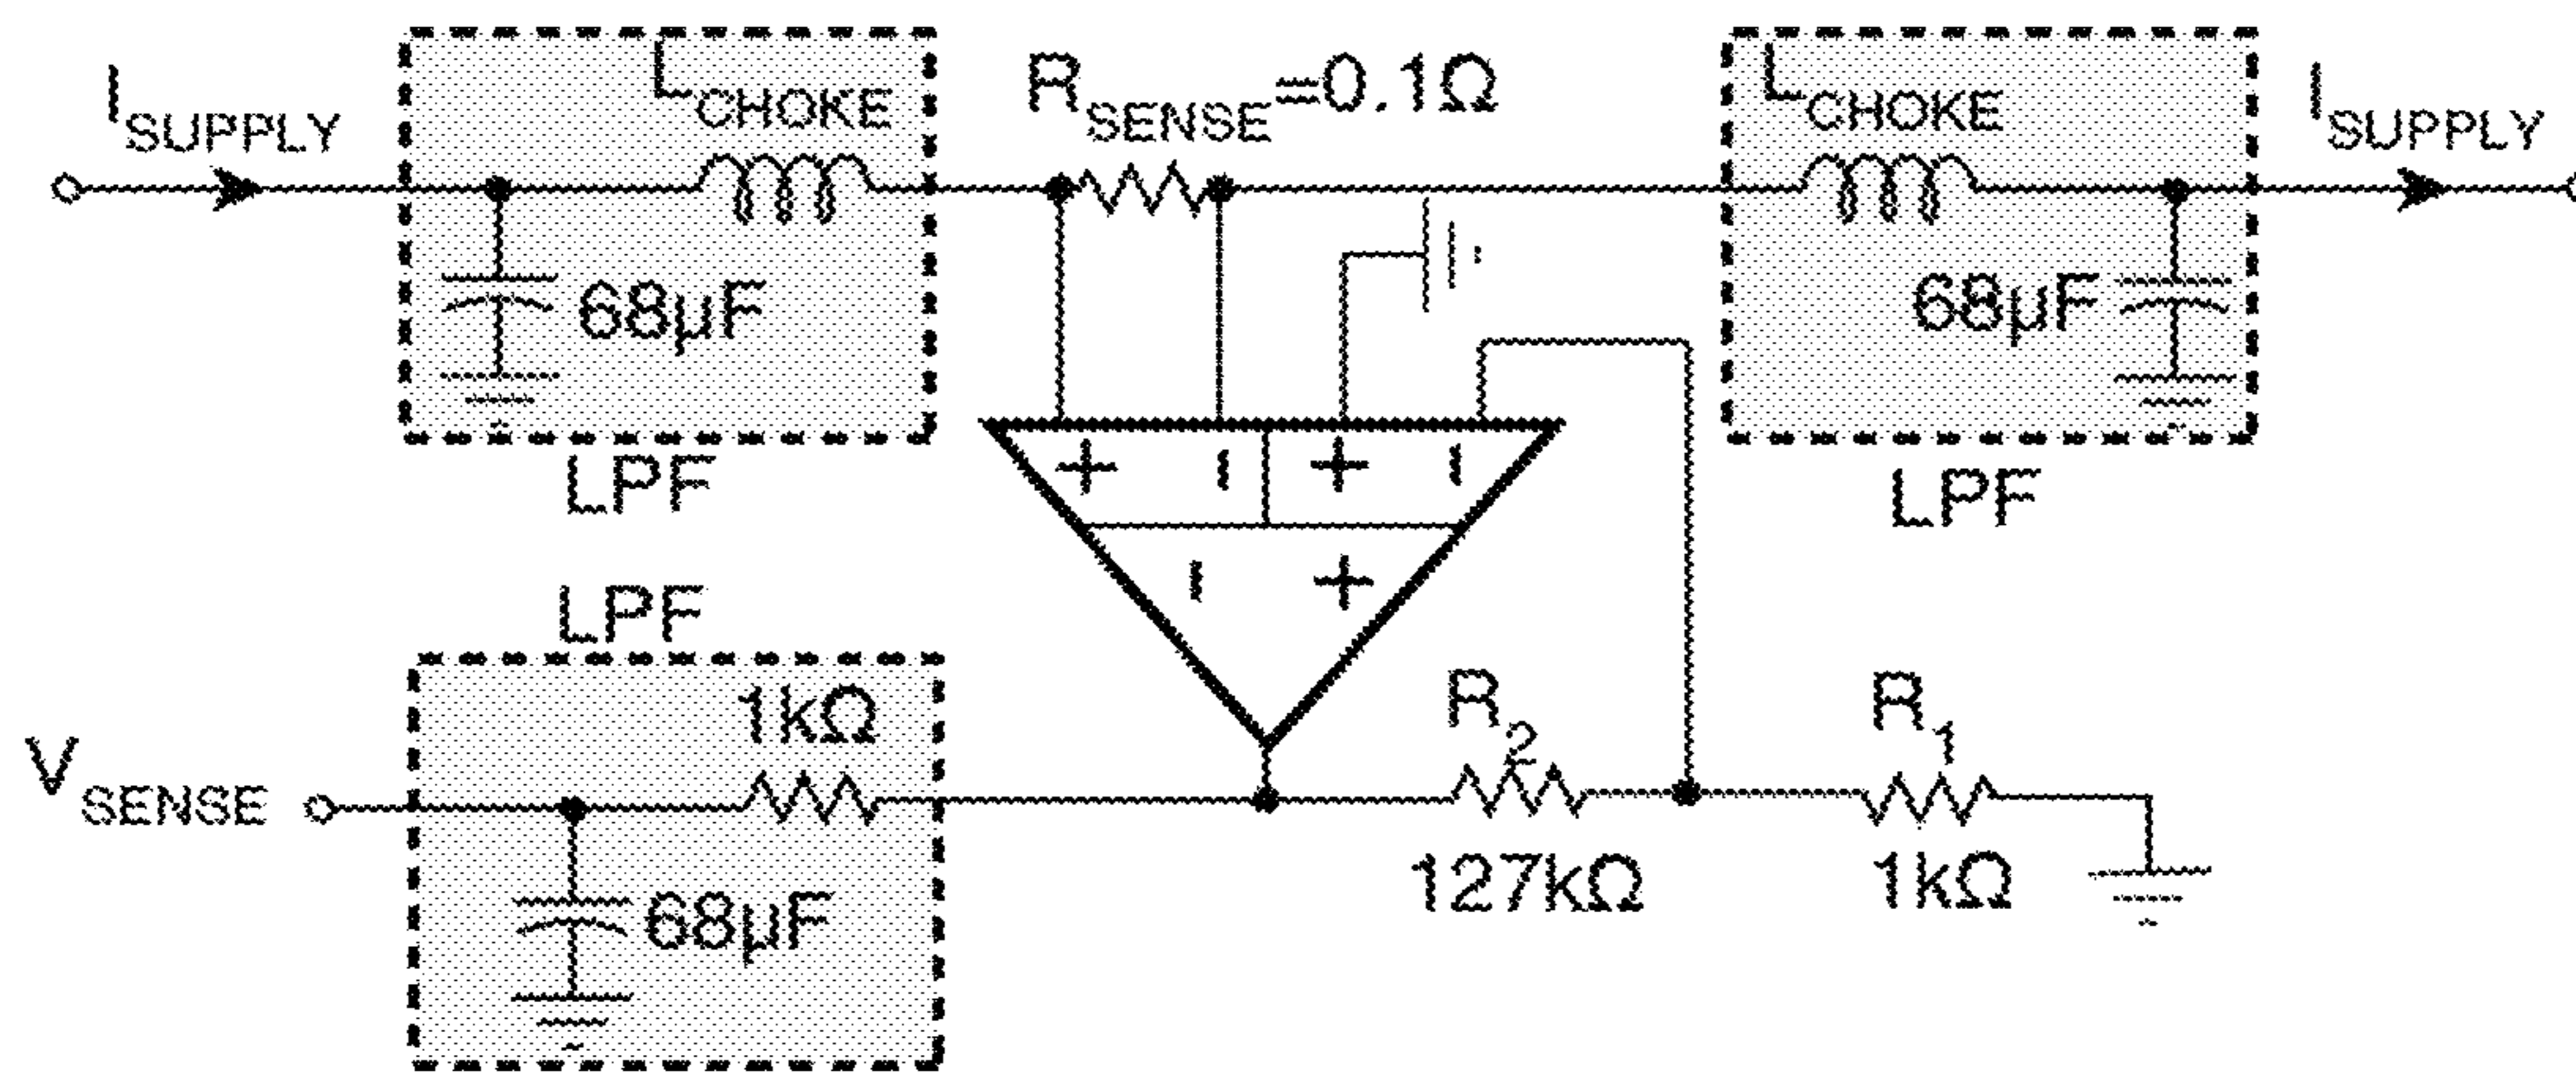 I_SUPPLY
L_CHOKE
R_SENSE=0.1Ω
L_CHOKE
I_SUPPLY
68µF
68µF
+ - + -
LPF
LPF
- +
LPF
1kΩ
R_2
R_1
V_SENSE
127kΩ
1kΩ
68µF